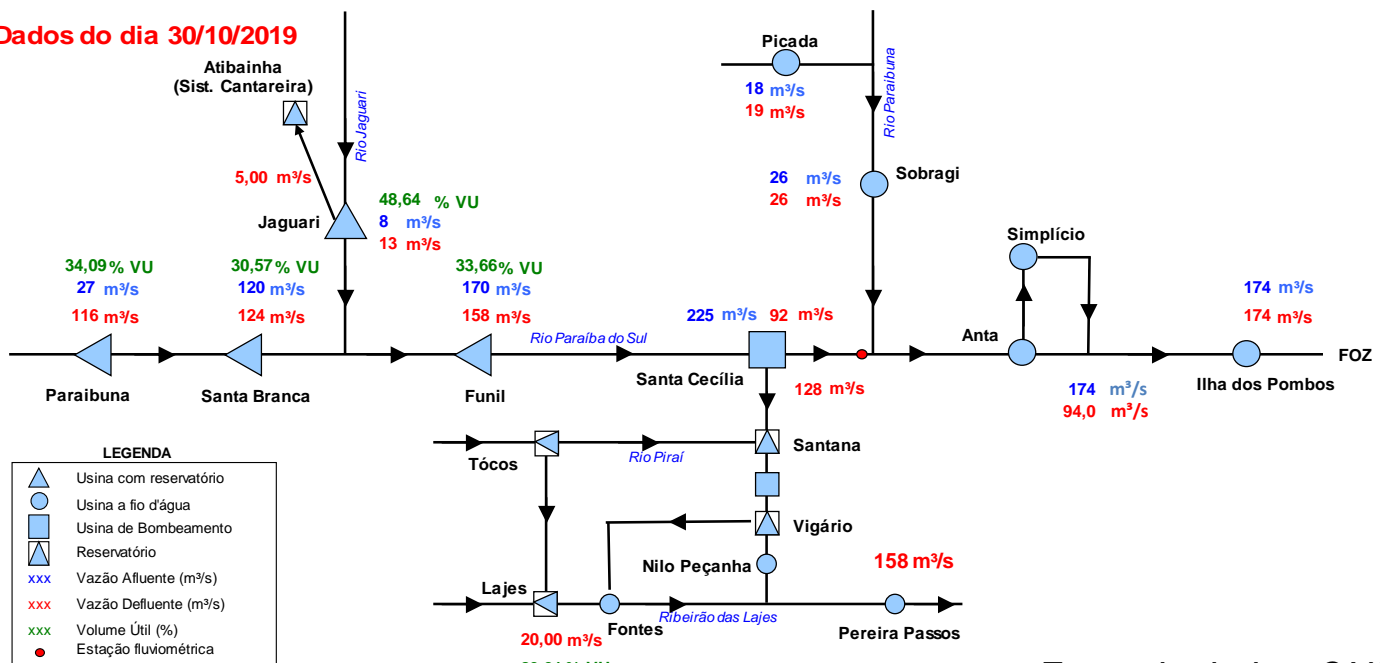 Dados do dia 30/10/2019
Atibainha
(Sist. Cantareira)
Rio Jaguari
5,00 m³/s
Jaguari
48,64 % VU
8 m³/s
13 m³/s
Picada
18 m³/s
19 m³/s
Rio Paraibuna
26 m³/s
26 m³/s
Sobragi
34,09% VU
27 m³/s
116 m³/s
Paraibuna
30,57% VU
120 m³/s
124 m³/s
Santa Branca
33,66% VU
170 m³/s
158 m³/s
Funil
Rio Paraíba do Sul
225 m³/s 92 m³/s
Santa Cecília
128 m³/s
Simplício
Anta
174 m³/s
94,0 m³/s
174 m³/s
174 m³/s
Ilha dos Pombos
FOZ
Tócos
Rio Piraí
Santana
Vigário
Nilo Peçanha
158 m³/s
Lajes
20,00 m³/s
Fontes
Ribeirão das Lajes
Pereira Passos
LEGENDA
Usina com reservatório
Usina a fio d'água
Usina de Bombeamento
Reservatório
xxx Vazão Afluente (m³/s)
xxx Vazão Defluente (m³/s)
xxx Volume Útil (%)
Estação fluviométrica